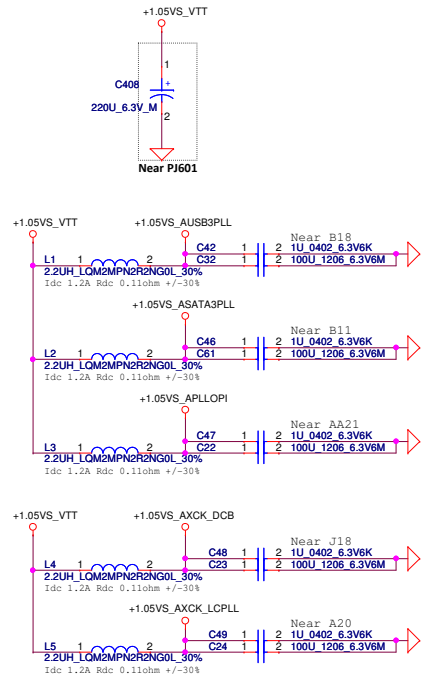 +1.05VS_VTT
1
C408 +
220U_6.3V_M
2
Near PJ601
+1.05VS_VTT +1.05VS_AUSB3PLL
Near B18
L1 1 2 C42 1 2 1U_0402_6.3V6K
C32 1 2 100U_1206_6.3V6M
2.2UH_LQM2MPN2R2NG0L_30%
Idc 1.2A Rdc 0.11ohm +/-30%
+1.05VS_ASATA3PLL
Near B11
L2 1 2 C46 1 2 1U_0402_6.3V6K
C61 1 2 100U_1206_6.3V6M
2.2UH_LQM2MPN2R2NG0L_30%
Idc 1.2A Rdc 0.11ohm +/-30%
+1.05VS_APLLOPI
Near AA21
L3 1 2 C47 1 2 1U_0402_6.3V6K
C22 1 2 100U_1206_6.3V6M
2.2UH_LQM2MPN2R2NG0L_30%
Idc 1.2A Rdc 0.11ohm +/-30%
+1.05VS_VTT +1.05VS_AXCK_DCB
Near J18
L4 1 2 C48 1 2 1U_0402_6.3V6K
C23 1 2 100U_1206_6.3V6M
2.2UH_LQM2MPN2R2NG0L_30%
Idc 1.2A Rdc 0.11ohm +/-30%
+1.05VS_AXCK_LCPLL
Near A20
L5 1 2 C49 1 2 1U_0402_6.3V6K
C24 1 2 100U_1206_6.3V6M
2.2UH_LQM2MPN2R2NG0L_30%
Idc 1.2A Rdc 0.11ohm +/-30%